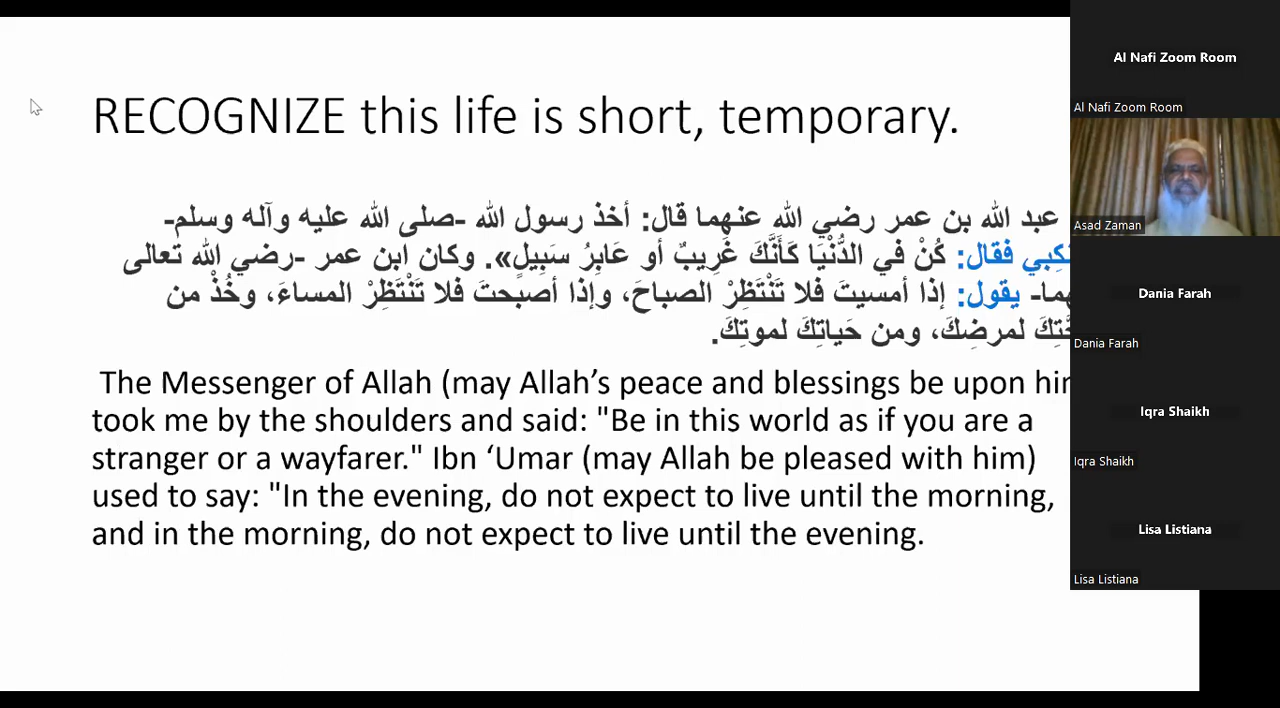 RECOGNIZE this life is short, temporary.
عبد الله بن عمر رضي الله عنهما قال: أخذ رسول الله -صلى الله عليه وآله وسلم-
فقال: كُنْ في الدُّنْيَا كَأَنَّكَ غَرِيبٌ أو عَابِرُ سَبِيلٍ». وكان ابن عمر -رضي الله تعالى
يقول: إذا أمسيتَ فلا تَنْتَظِرْ الصباحَ، وإذا أصبحتَ فلا تَنْتَظِرْ المساءَ، وخُذْ من
لمرضِكَ، ومن حَياتِكَ لموتِكَ.
The Messenger of Allah (may Allah’s peace and blessings be upon
took me by the shoulders and said: "Be in this world as if you are a
stranger or a wayfarer." Ibn ‘Umar (may Allah be pleased with him)
used to say: "In the evening, do not expect to live until the morning,
and in the morning, do not expect to live until the evening.
Al Nafi Zoom Room
Al Nafi Zoom Room
Asad Zaman
Dania Farah
Dania Farah
Iqra Shaikh
Iqra Shaikh
Lisa Listiana
Lisa Listiana